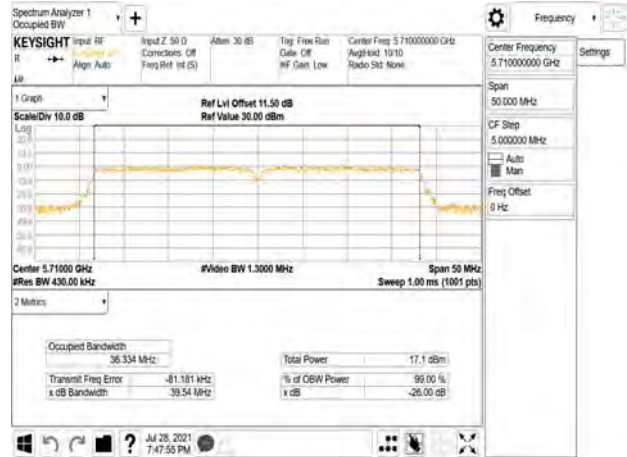 Spectrum Analyzer 1
Occupied BW
Frequency
KEYSIGHT
Input: RF
Input Z: 50 Ω
Atten: 30 dB
Trig: Free Run
Center Freq: 5.710000000 GHz
Corrections: Off
Gate: Off
Avg|Hold: 10/10
R
Align: Auto
Freq Ref: Int (S)
#IF Gain: Low
Radio Std: None
Center Frequency
5.710000000 GHz
Settings
Span
50.000 MHz
CF Step
5.000000 MHz
Auto
Man
Freq Offset
0 Hz
1 Graph
Ref Lvl Offset 11.50 dB
Scale/Div 10.0 dB
Ref Value 30.00 dBm
Log
Center 5.71000 GHz
#Video BW 1.3000 MHz
Span 50 MHz
#Res BW 430.00 kHz
Sweep 1.00 ms (1001 pts)
2 Metrics
Occupied Bandwidth
36.334 MHz
Total Power
17.1 dBm
Transmit Freq Error
-81.181 kHz
% of OBW Power
99.00 %
x dB Bandwidth
39.54 MHz
x dB
-26.00 dB
?
Jul 28, 2021
7:47:55 PM